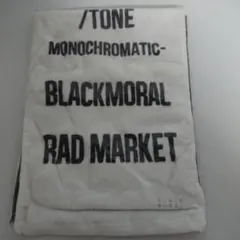 /TONE
MONOCHROMATIC-
BLACKMORAL
RAD MARKET